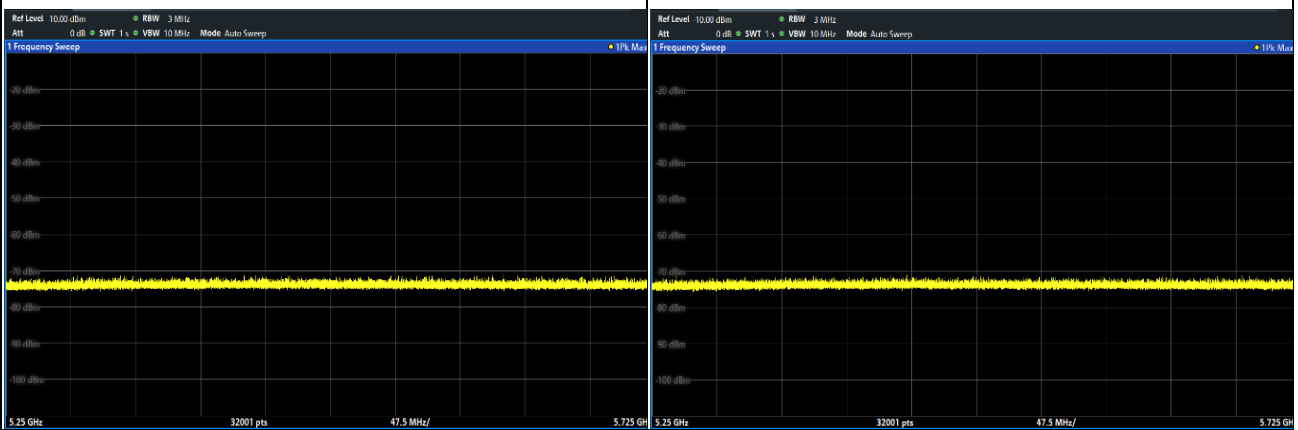 Ref Level 10.00 dBm RBW 3 MHz
Att 0 dB SWT 1 s VBW 10 MHz Mode Auto Sweep
1 Frequency Sweep 1Pk Max
-20 dBm
-30 dBm
-40 dBm
-50 dBm
-60 dBm
-70 dBm
-80 dBm
-90 dBm
-100 dBm
5.25 GHz 32001 pts 47.5 MHz/ 5.725 GH
Ref Level -10.00 dBm RBW 3 MHz
Att 0 dB SWT 1 s VBW 10 MHz Mode Auto Sweep
1 Frequency Sweep 1Pk Max
-20 dBm
-30 dBm
-40 dBm
50 dBm
-60 dBm
-70 dBm
-80 dBm
-90 dBm
-100 dBm
5.25 GHz 32001 pts 47.5 MHz/ 5.725 GH